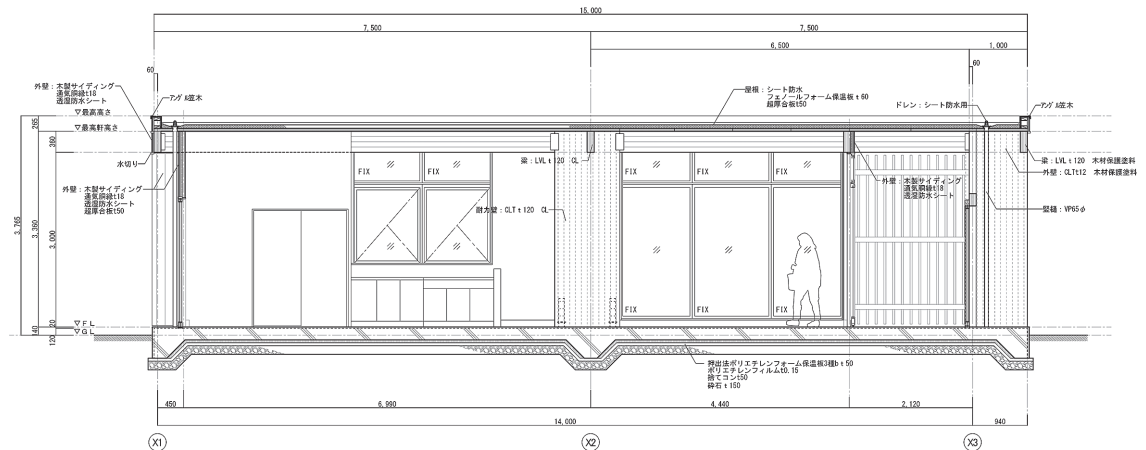 15,000
7,500
7,500
6,500
1,000
60
60
外壁：木製サイディング
通気胴縁t18
透湿防水シート
アングル笠木
▽最高高さ
▽最高軒高さ
水切り
外壁：木製サイディング
通気胴縁t18
透湿防水シート
超厚合板t50
屋根：シート防水
フェノールフォーム保温板 t 60
超厚合板t50
ドレン：シート防水用
アングル笠木
梁：LVL t 120 CL
梁：LVL t 120 木材保護塗料
外壁：CLTt12 木材保護塗料
外壁：木製サイディング
通気胴縁t18
透湿防水シート
竪樋：VP65φ
耐力壁：CLT t 120 CL
FIX
FIX
FIX
FIX
FIX
FIX
FIX
FIX
265
360
3,765
3,360
3,000
140
20
120
▽ＦＬ
▽ＧＬ
押出法ポリエチレンフォーム保温板3種b t 50
ポリエチレンフィルムt0.15
捨てコンt50
砕石 t 150
450
6,990
4,440
2,120
14,000
940
X1
X2
X3